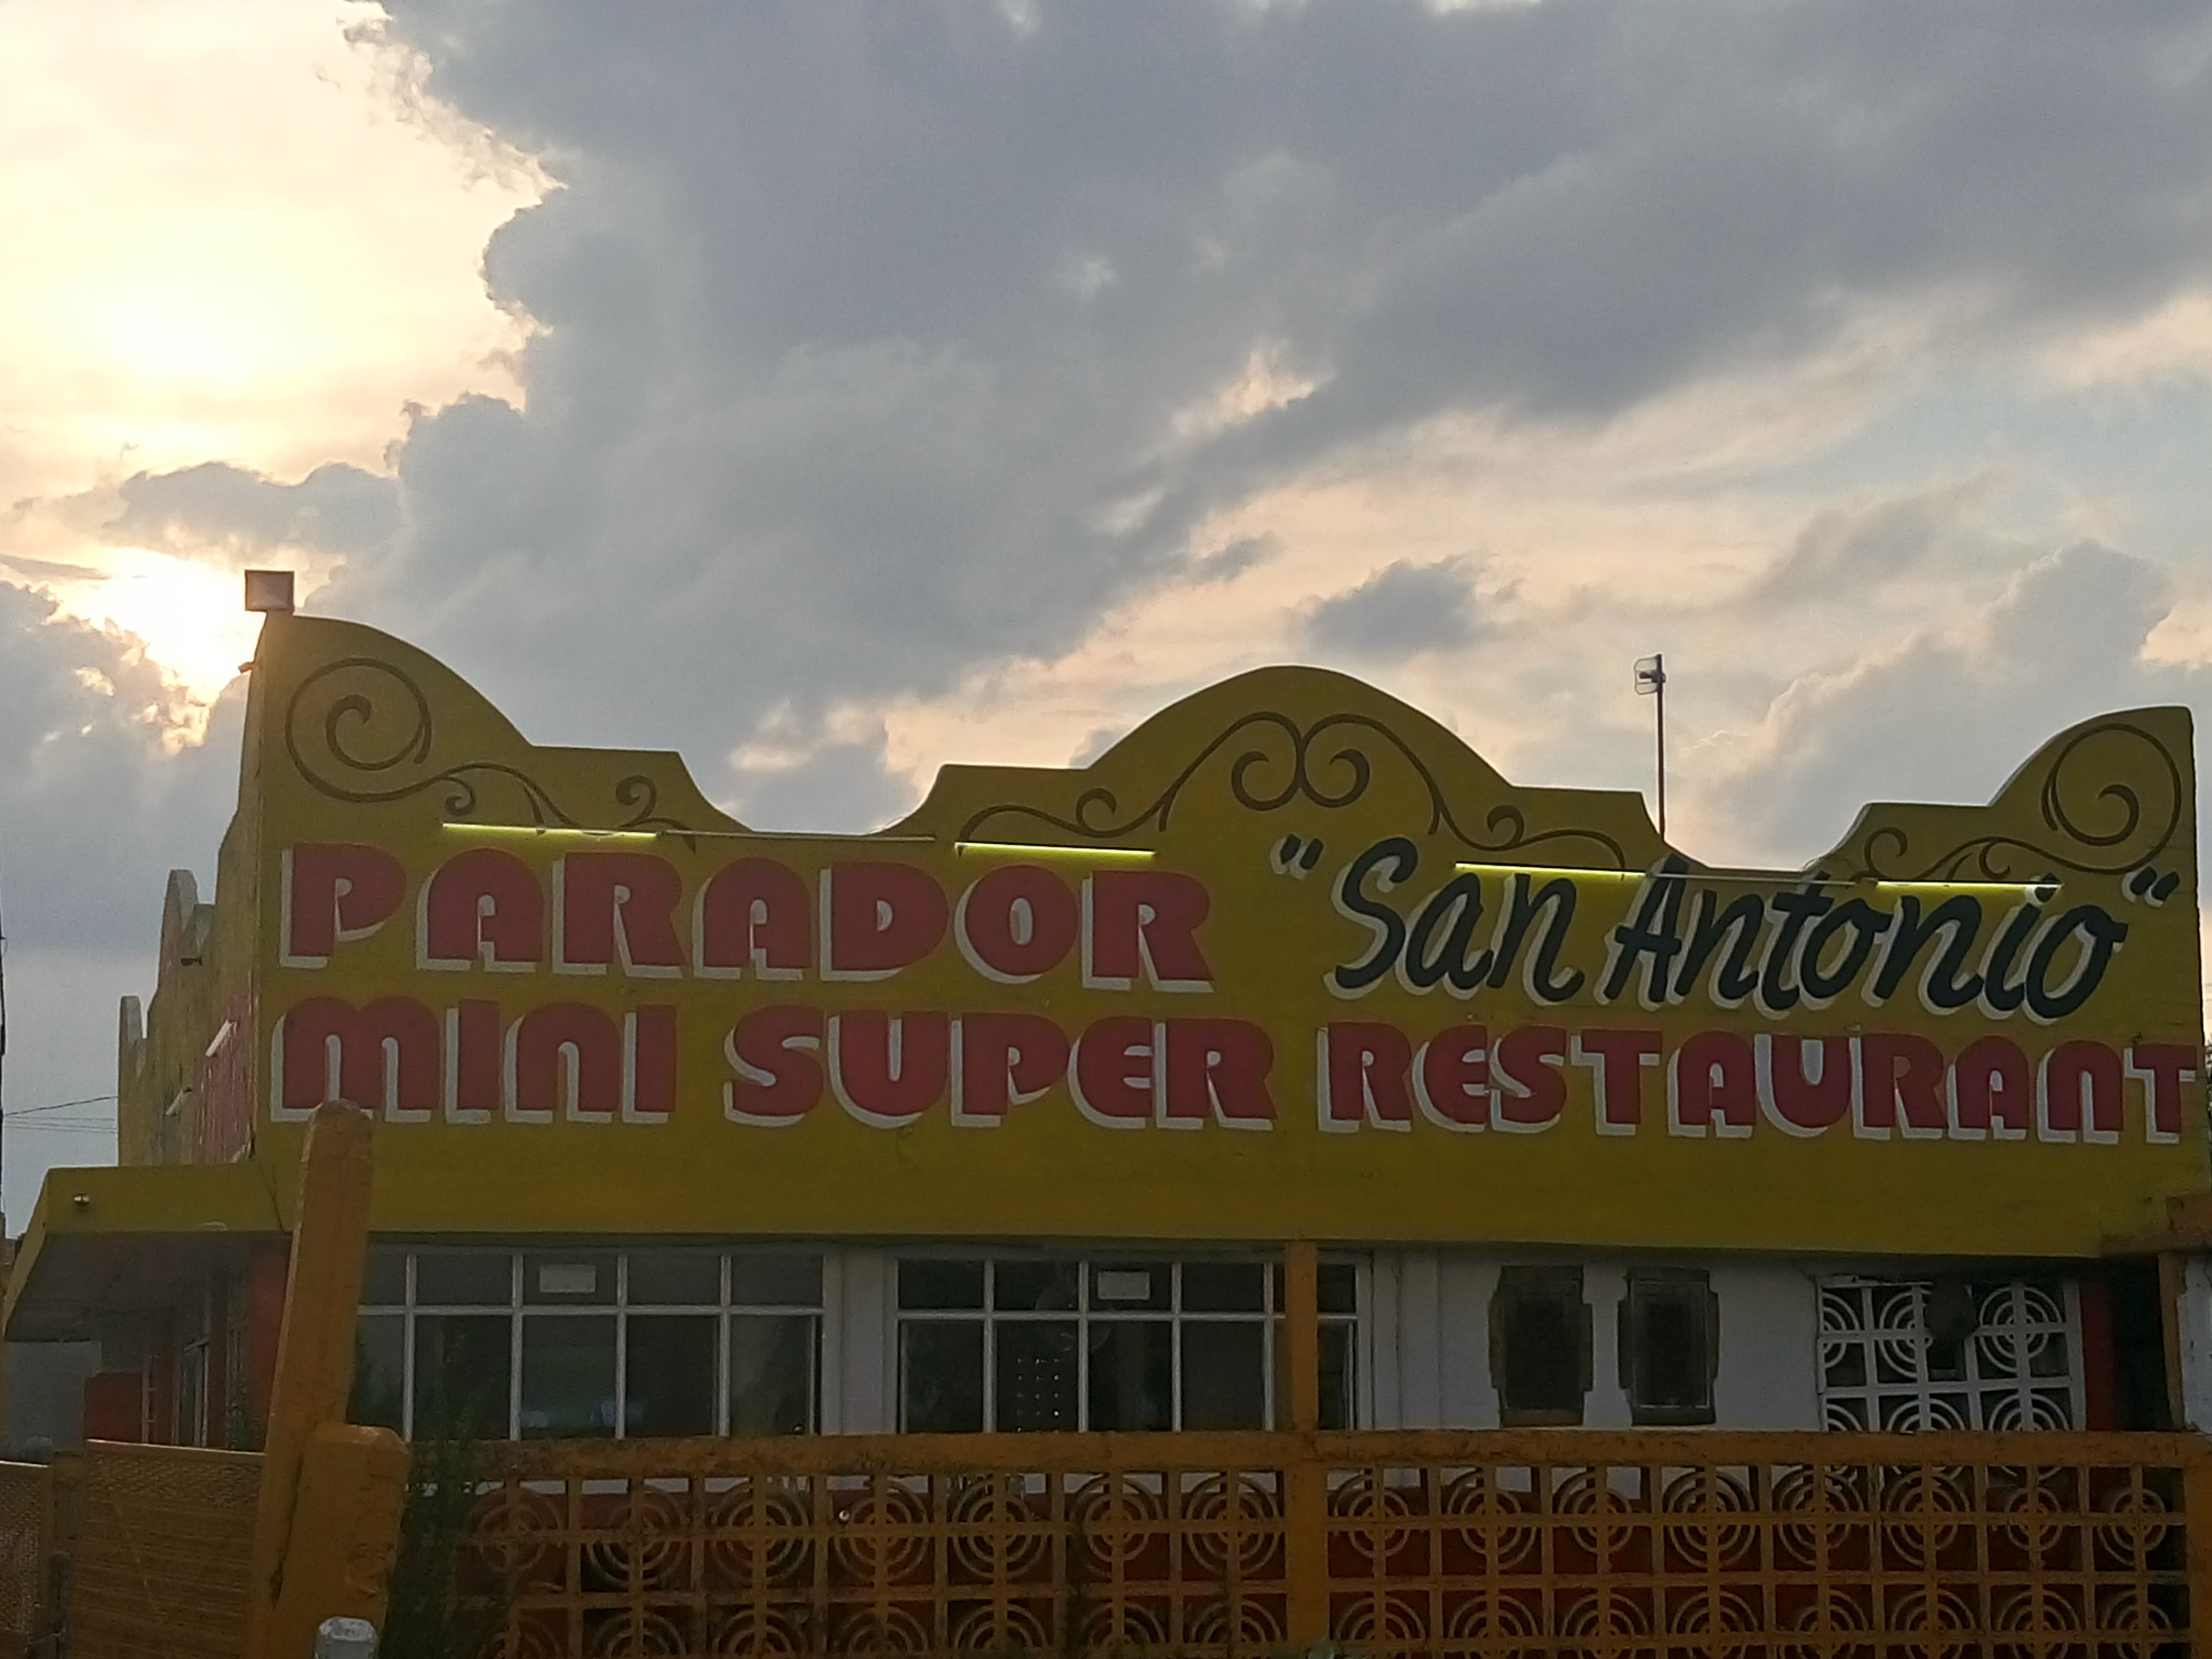 PARADOR "San Antonio"
MINI SUPER RESTAURANT